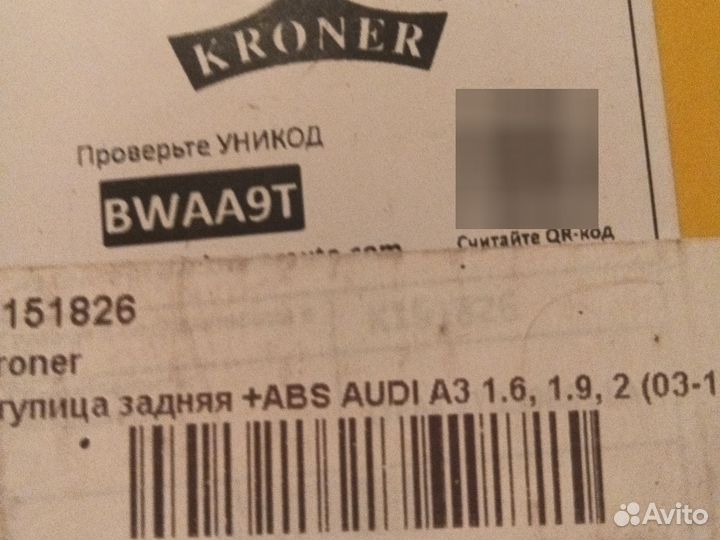 KRONER
Проверьте УНИКОД
BWAA9T
Считайте QR-код
151826
roner
тупица задняя +ABS AUDI A3 1.6, 1.9, 2 (03-1
Avito